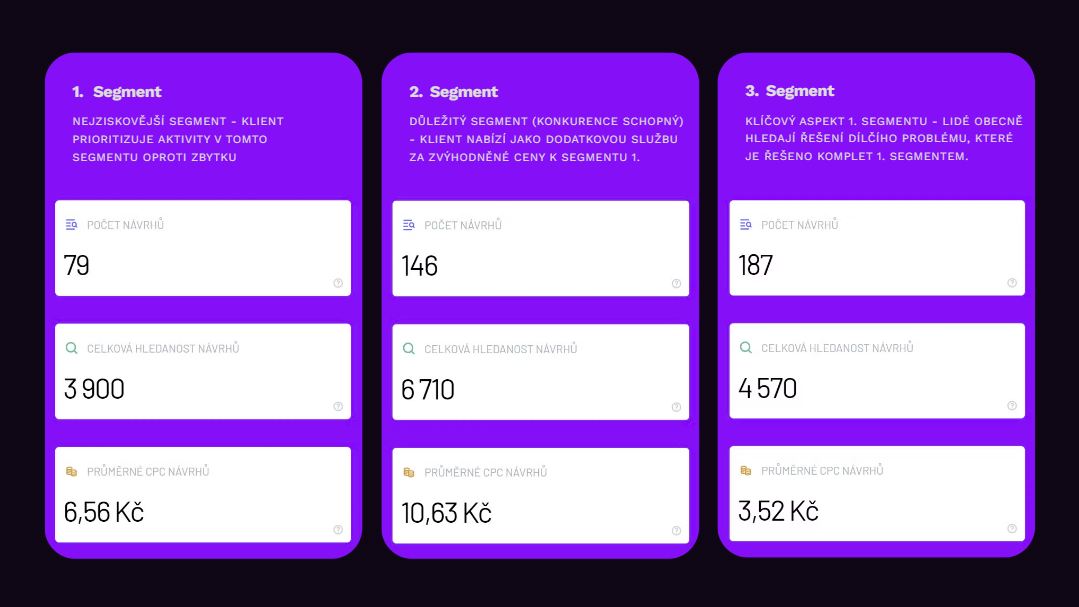 1. Segment
NEJZISKOVĚJŠÍ SEGMENT - KLIENT
PRIORITIZUJE AKTIVITY V TOMTO
SEGMENTU OPROTI ZBYTKU
POČET NÁVRHŮ
79
CELKOVÁ HLEDANOST NÁVRHŮ
3 900
PRŮMĚRNÉ CPC NÁVRHŮ
6,56 Kč
2. Segment
DŮLEŽITÝ SEGMENT (KONKURENCE SCHOPNÝ)
- KLIENT NABÍZÍ JAKO DODATKOVOU SLUŽBU
ZA ZVÝHODNĚNÉ CENY K SEGMENTU 1.
POČET NÁVRHŮ
146
CELKOVÁ HLEDANOST NÁVRHŮ
6 710
PRŮMĚRNÉ CPC NÁVRHŮ
10,63 Kč
3. Segment
KLÍČOVÝ ASPEKT 1. SEGMENTU - LIDÉ OBECNĚ
HLEDAJÍ ŘEŠENÍ DÍLČÍHO PROBLÉMU, KTERÉ
JE ŘEŠENO KOMPLET 1. SEGMENTEM.
POČET NÁVRHŮ
187
CELKOVÁ HLEDANOST NÁVRHŮ
4 570
PRŮMĚRNÉ CPC NÁVRHŮ
3,52 Kč